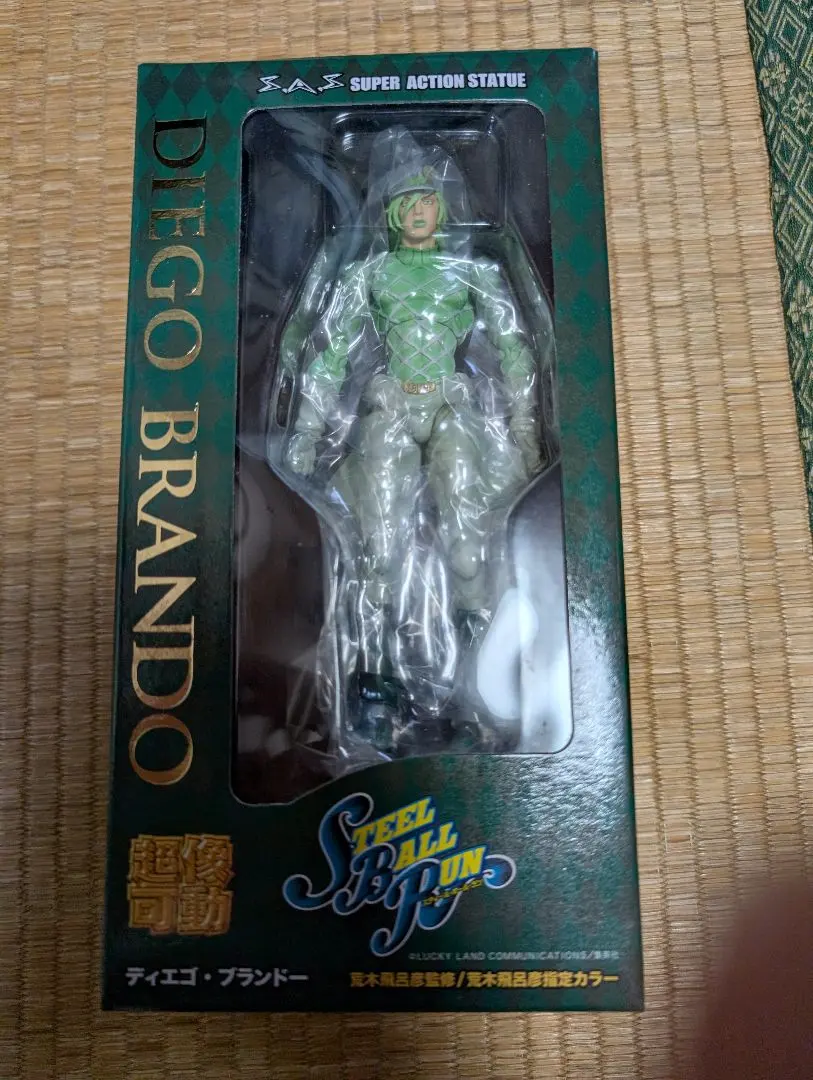 S.A.S SUPER ACTION STATUE
DIEGO BRANDO
STEEL
BALL
RUN
超像
可動
©LUCKY LAND COMMUNICATIONS/集英社
ディエゴ・ブランドー
荒木飛呂彦監修/荒木飛呂彦指定カラー